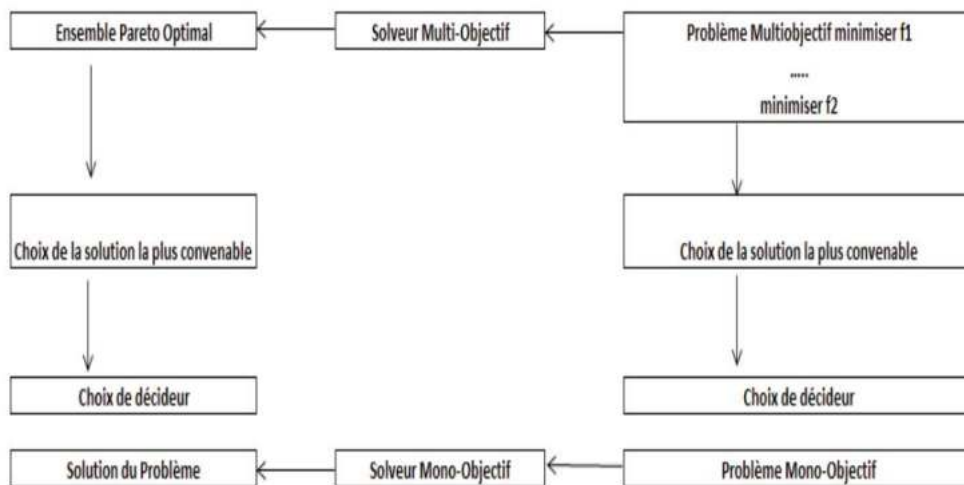 Ensemble Pareto Optimal
Solveur Multi-Objectif
Problème Multiobjectif minimiser f1
.....
minimiser f2
Choix de la solution la plus convenable
Choix de la solution la plus convenable
Choix de décideur
Choix de décideur
Solution du Problème
Solveur Mono-Objectif
Problème Mono-Objectif